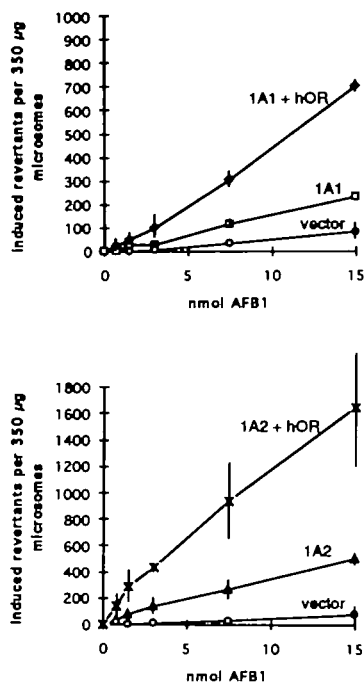 Induced revertants per 350 µg
microsomes
1000
900
800
700
600
500
400
300
200
100
0
1A1 + hOR
1A1
vector
0
5
10
15
nmol AFB1
Induced revertants per 350 µg
microsomes
1800
1600
1400
1200
1000
800
600
400
200
0
1A2 + hOR
1A2
vector
0
5
10
15
nmol AFB1